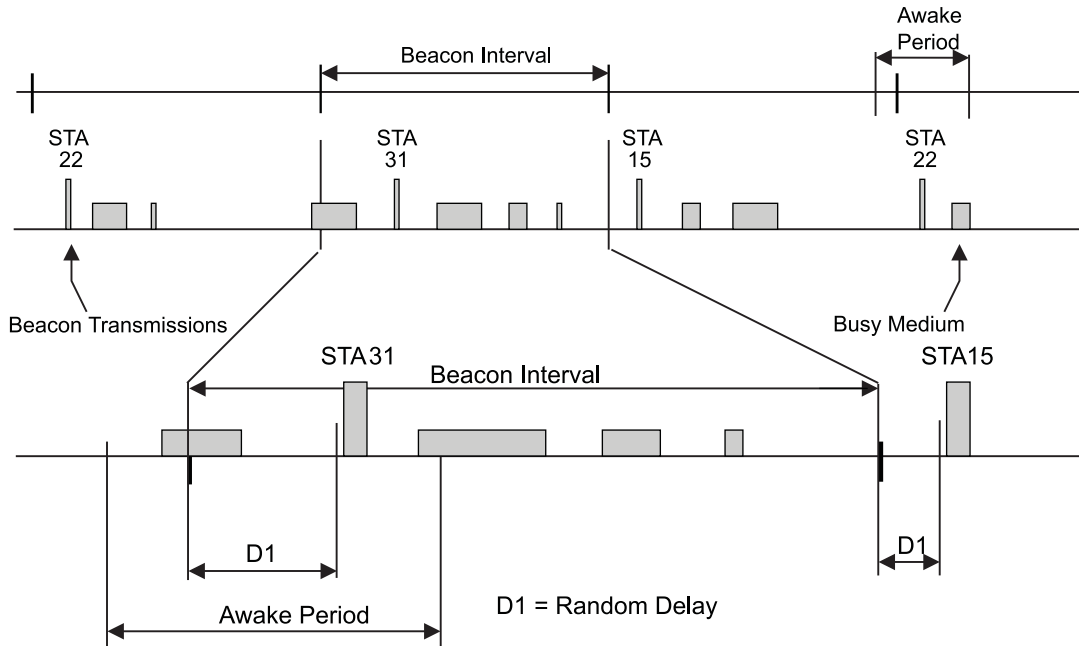 Awake
Period
Beacon Interval
STA
22
STA
31
STA
15
STA
22
Beacon Transmissions
Busy Medium
STA31
Beacon Interval
STA15
D1
D1
Awake Period
D1 = Random Delay